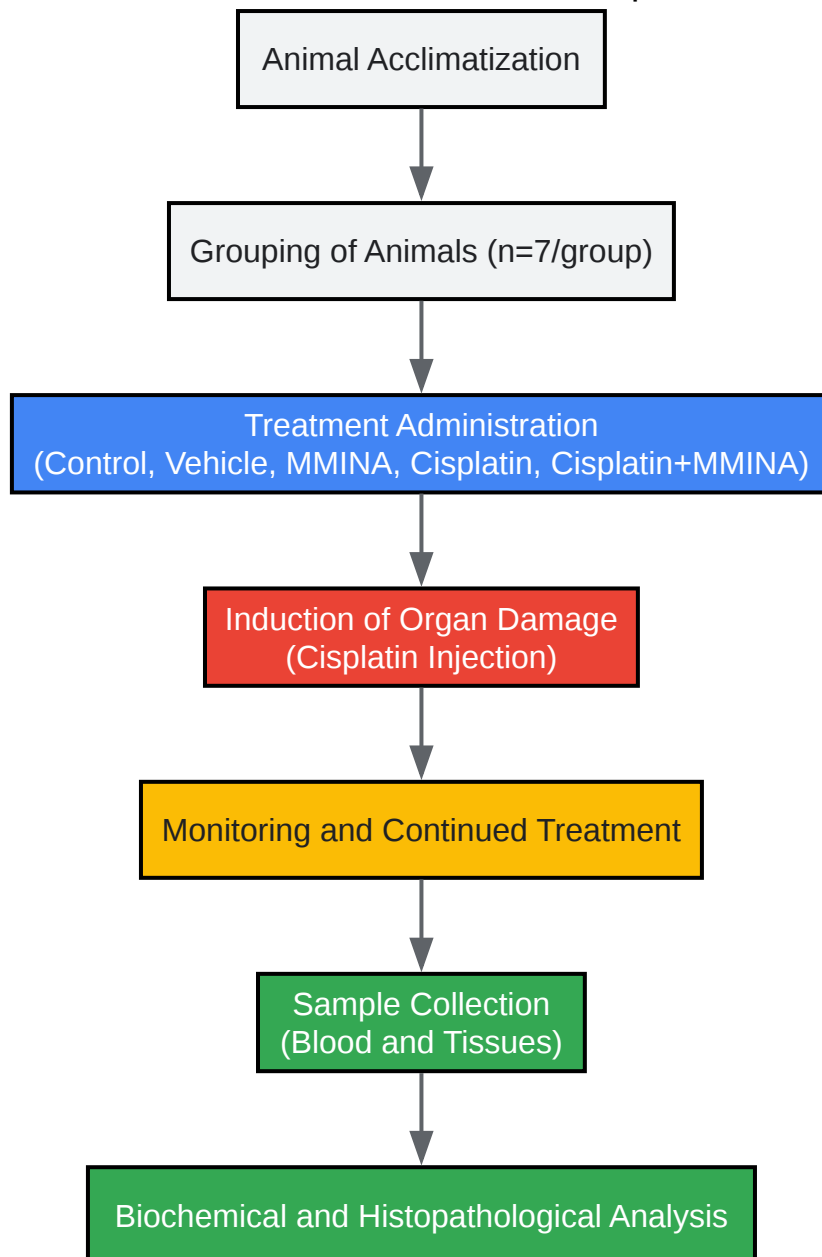 Animal Acclimatization
Grouping of Animals (n=7/group)
Treatment Administration
(Control, Vehicle, MMINA, Cisplatin, Cisplatin+MMINA)
Induction of Organ Damage
(Cisplatin Injection)
Monitoring and Continued Treatment
Sample Collection
(Blood and Tissues)
Biochemical and Histopathological Analysis